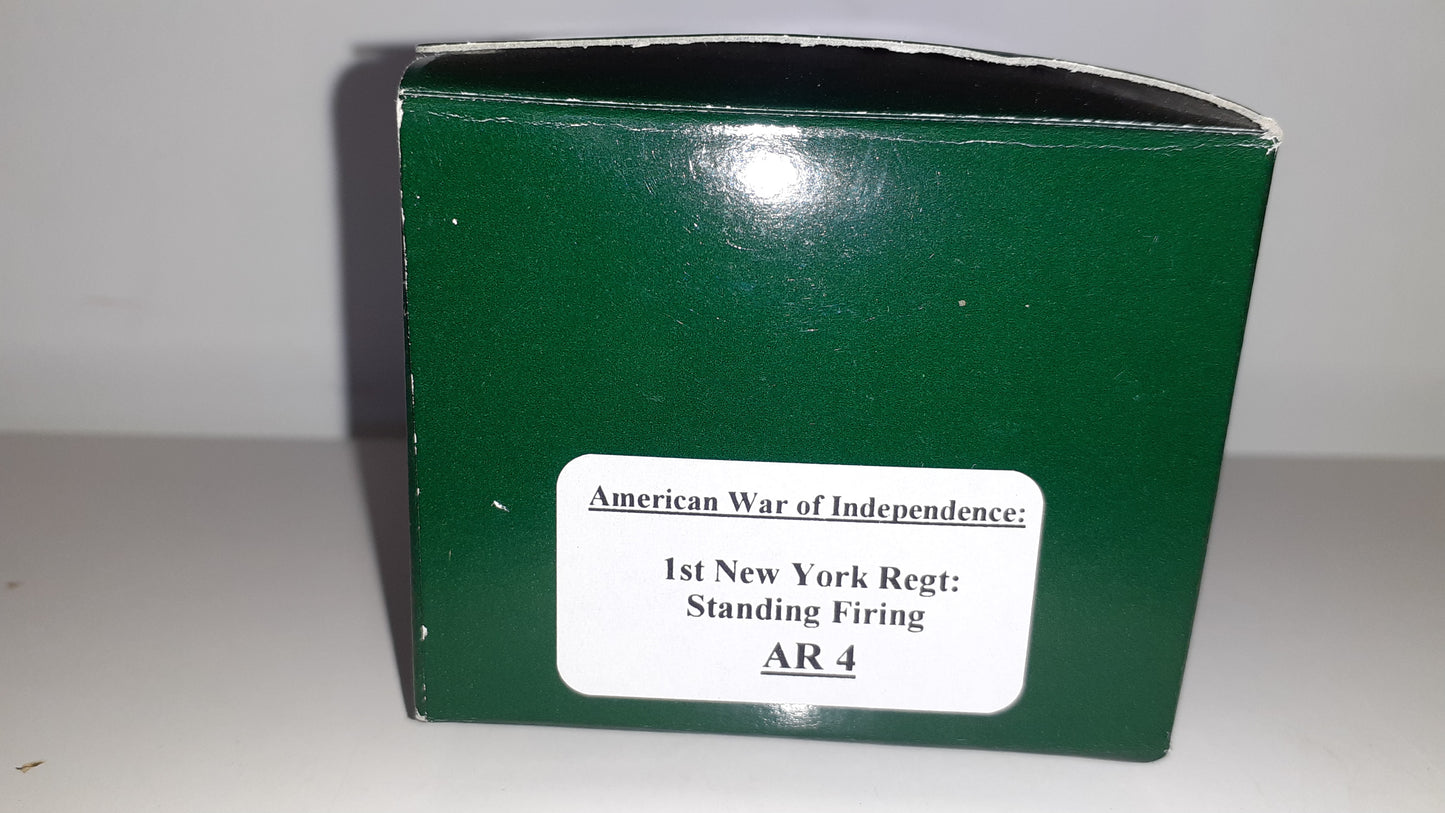 American War of Independence:
1st New York Regt:
Standing Firing
AR 4